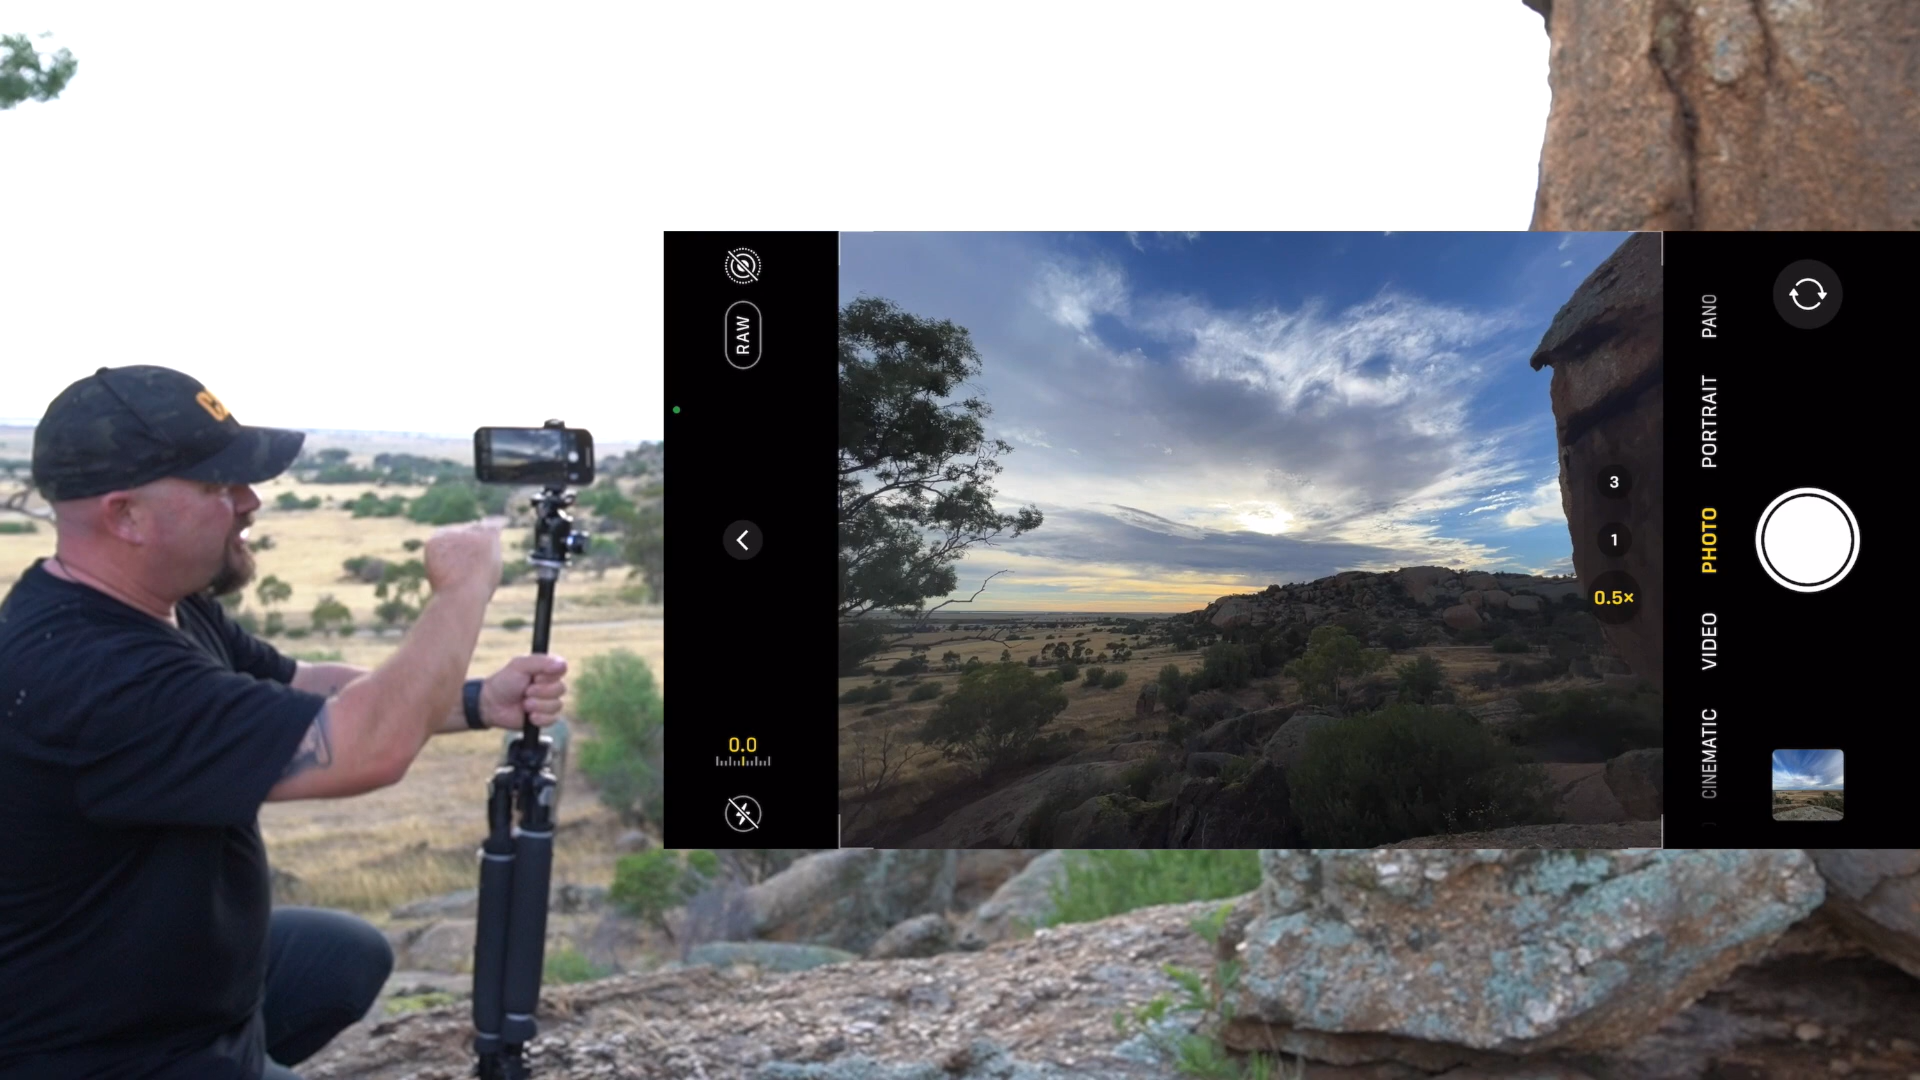 RAW
0.0
3
1
0.5×
PANO
PORTRAIT
PHOTO
VIDEO
CINEMATIC